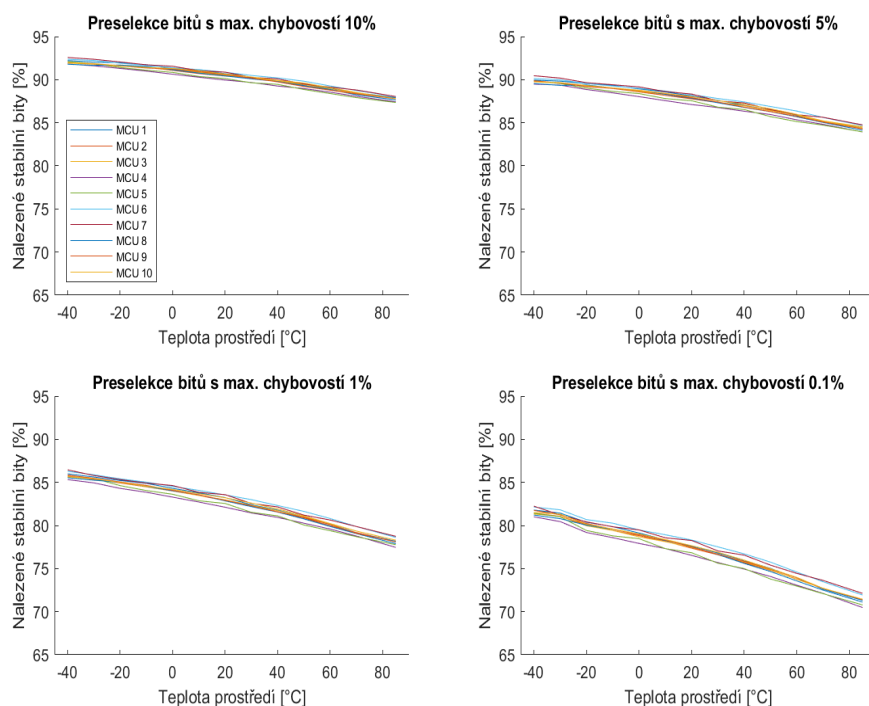 Preselekce bitů s max. chybovostí 10%
Nalezené stabilní bity [%]
95
90
85
80
75
70
65
MCU 1
MCU 2
MCU 3
MCU 4
MCU 5
MCU 6
MCU 7
MCU 8
MCU 9
MCU 10
-40 -20 0 20 40 60 80
Teplota prostředí [°C]
Preselekce bitů s max. chybovostí 5%
Nalezené stabilní bity [%]
95
90
85
80
75
70
65
-40 -20 0 20 40 60 80
Teplota prostředí [°C]
Preselekce bitů s max. chybovostí 1%
Nalezené stabilní bity [%]
95
90
85
80
75
70
65
-40 -20 0 20 40 60 80
Teplota prostředí [°C]
Preselekce bitů s max. chybovostí 0.1%
Nalezené stabilní bity [%]
95
90
85
80
75
70
65
-40 -20 0 20 40 60 80
Teplota prostředí [°C]